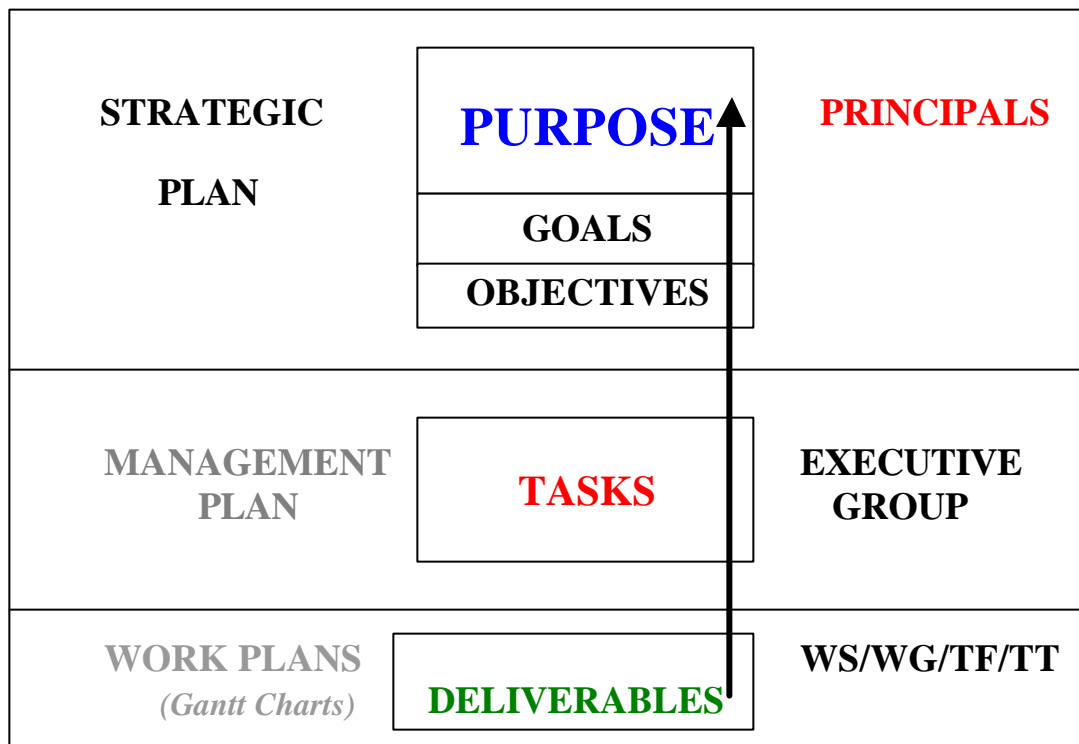 STRATEGIC
PLAN
PURPOSE
GOALS
OBJECTIVES
PRINCIPALS
MANAGEMENT
PLAN
TASKS
EXECUTIVE
GROUP
WORK PLANS
(Gantt Charts)
DELIVERABLES
WS/WG/TF/TT